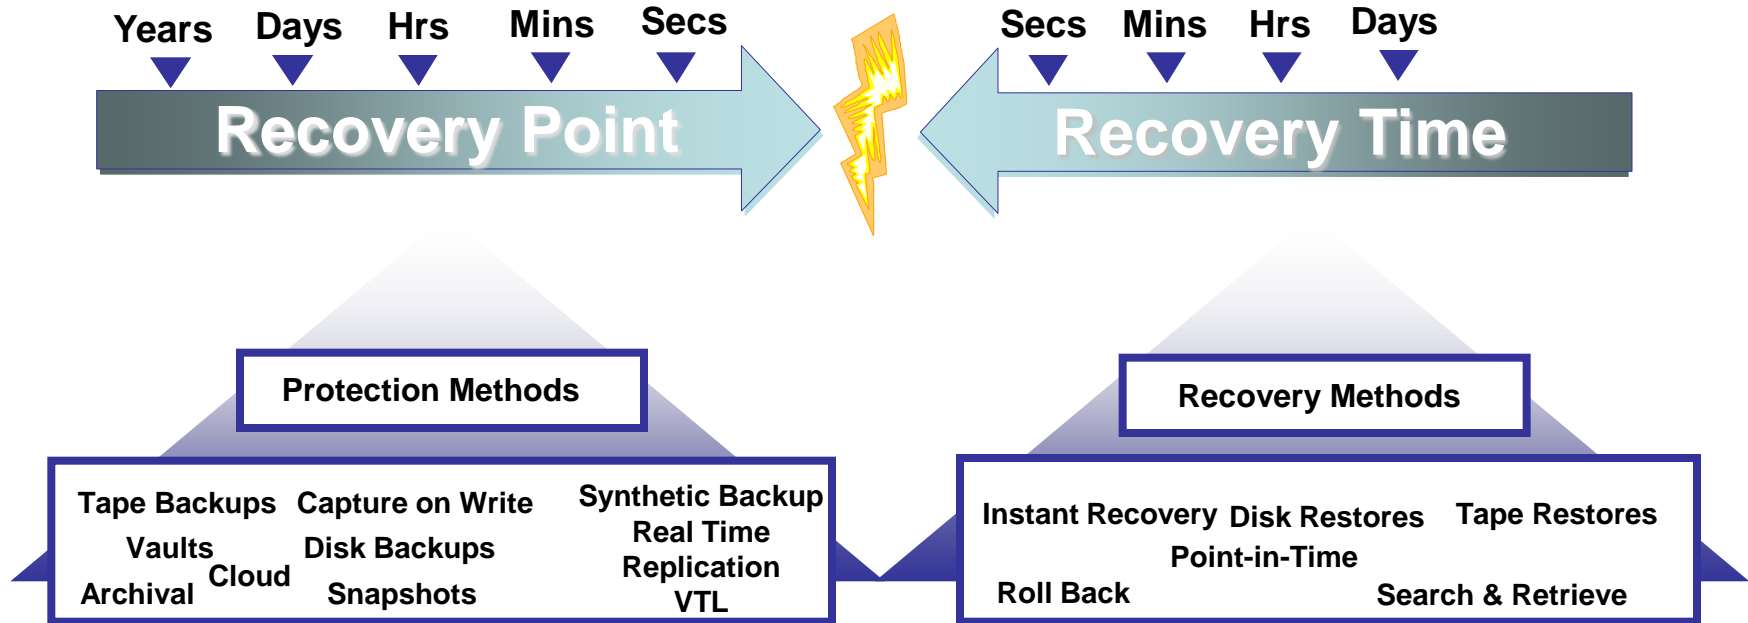 Years Days Hrs Mins Secs
Secs Mins Hrs Days
Recovery Point
Recovery Time
Protection Methods
Tape Backups
Vaults
Cloud
Archival
Capture on Write
Disk Backups
Snapshots
Synthetic Backup
Real Time
Replication
VTL
Recovery Methods
Instant Recovery
Disk Restores
Tape Restores
Point-in-Time
Roll Back
Search & Retrieve